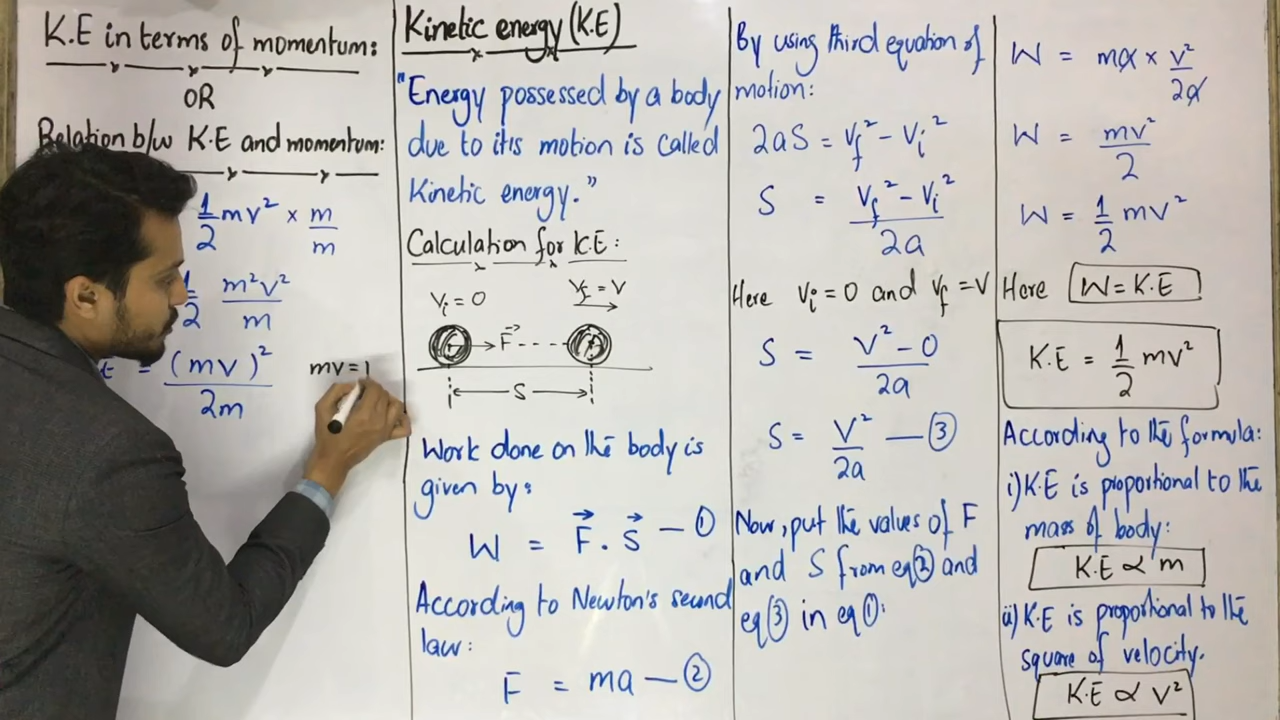 K.E in terms of momentum:
OR
Relation b/w K.E and momentum:
1/2 mv² × m/m
1/2 m²v²/m
E = (mv)²/2m
mv=
Kinetic energy (K.E)
"Energy possessed by a body
due to it's motion is called
Kinetic energy."
Calculation for K.E:
Vi = 0
Vf = V
F
S
Work done on the body is
given by:
W = F⃗ . S⃗ — ①
According to Newton's second
law:
F = ma — ②
By using third equation of
motion:
2aS = Vf² − Vi²
S = Vf² − Vi² / 2a
Here Vi = 0 and Vf = V
S = V² − 0 / 2a
S = V²/2a — ③
Now, put the values of F
and S from eq② and
eq③ in eq①:
W = ma × v²/2a
W = mv²/2
W = 1/2 mv²
Here W = K.E
K.E = 1/2 mv²
According to the formula:
i) K.E is proportional to the
mass of body:
K.E ∝ m
ii) K.E is proportional to the
square of velocity.
K.E ∝ V²